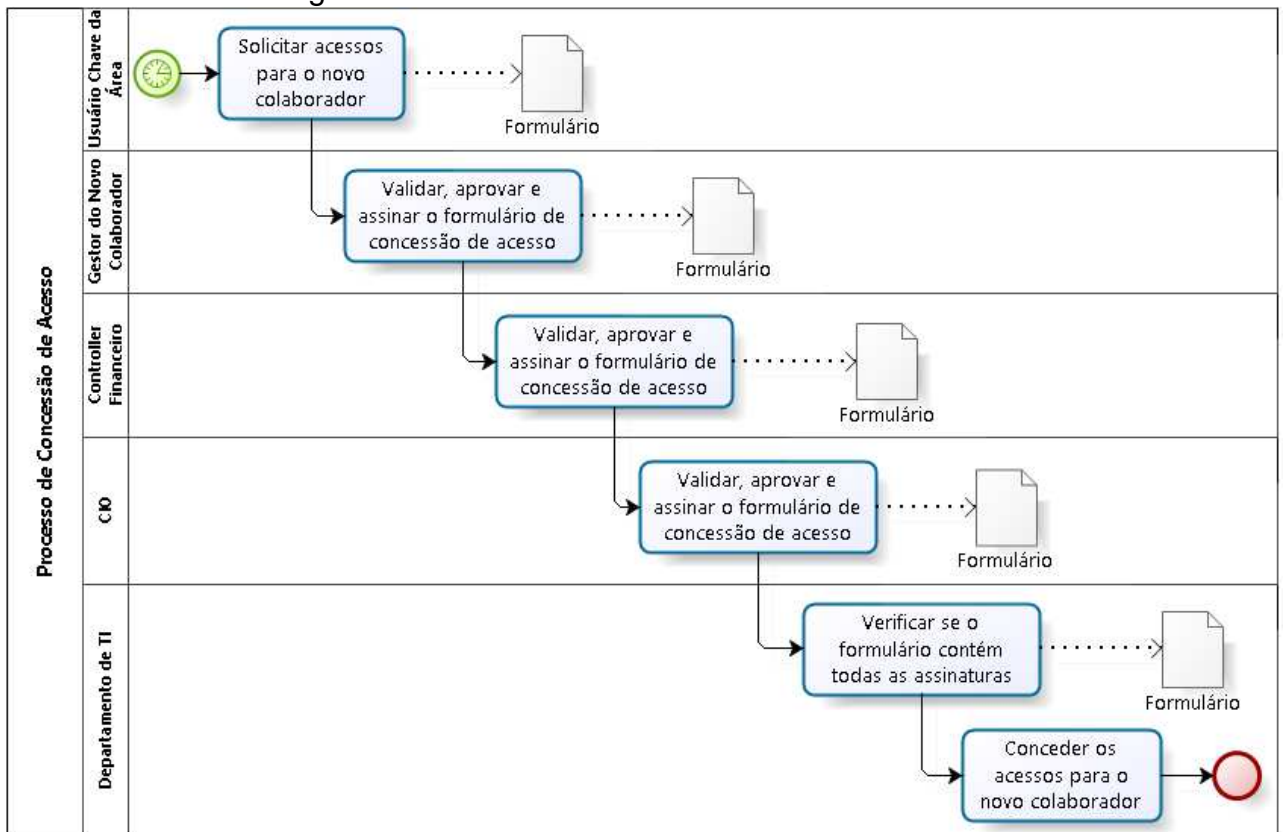 Processo de Concessão de Acesso
Usuário Chave da
Área
Solicitar acessos
para o novo
colaborador
Formulário
Gestor do Novo
Colaborador
Validar, aprovar e
assinar o formulário de
concessão de acesso
Formulário
Controller
Financeiro
Validar, aprovar e
assinar o formulário de
concessão de acesso
Formulário
CIO
Validar, aprovar e
assinar o formulário de
concessão de acesso
Formulário
Departamento de TI
Verificar se o
formulário contém
todas as assinaturas
Formulário
Conceder os
acessos para o
novo colaborador